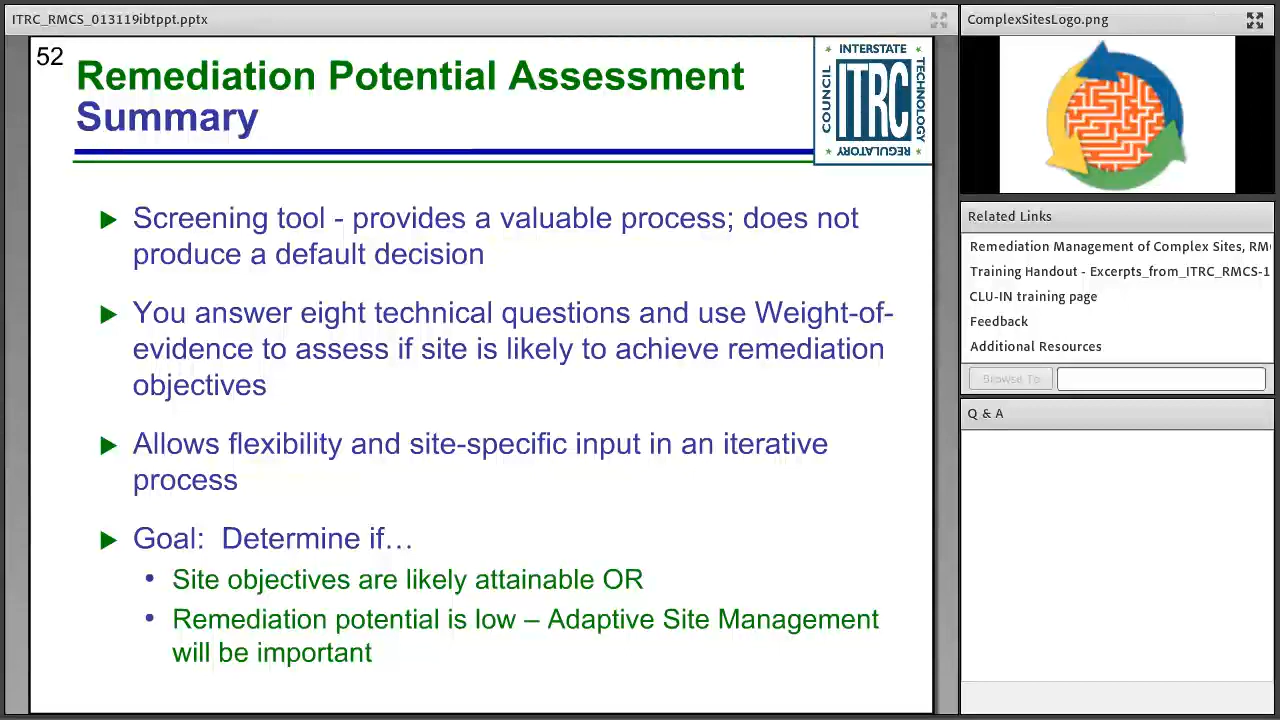 ITRC_RMCS_013119ibtppt.pptx
52
Remediation Potential Assessment
Summary
INTERSTATE
COUNCIL
ITRC
TECHNOLOGY
REGULATORY
Screening tool - provides a valuable process; does not
produce a default decision
You answer eight technical questions and use Weight-of-
evidence to assess if site is likely to achieve remediation
objectives
Allows flexibility and site-specific input in an iterative
process
Goal:  Determine if…
Site objectives are likely attainable OR
Remediation potential is low – Adaptive Site Management
will be important
ComplexSitesLogo.png
Related Links
Remediation Management of Complex Sites, RM
Training Handout - Excerpts_from_ITRC_RMCS-1
CLU-IN training page
Feedback
Additional Resources
Browse To
Q & A